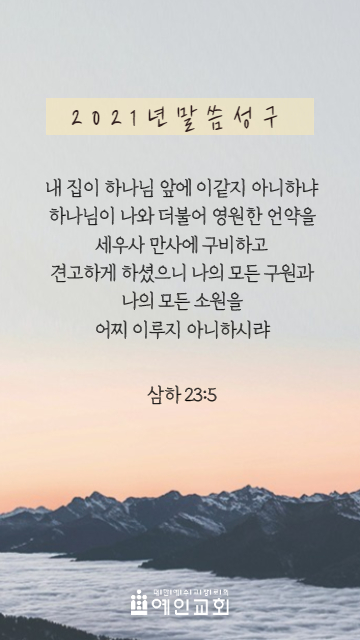 2021년말씀성구
내 집이 하나님 앞에 이같지 아니하냐
하나님이 나와 더불어 영원한 언약을
세우사 만사에 구비하고
견고하게 하셨으니 나의 모든 구원과
나의 모든 소원을
어찌 이루지 아니하시랴
삼하 23:5
예인교회